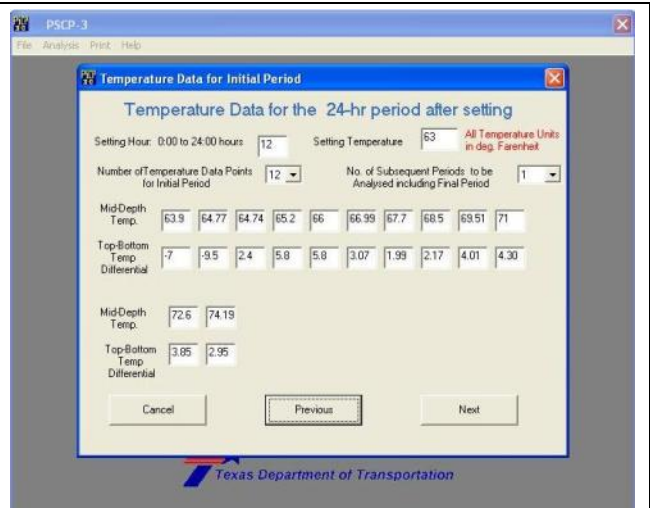 PSCP-3
File Analysis Print Help
Temperature Data for Initial Period
Temperature Data for the 24-hr period after setting
Setting Hour: 0:00 to 24:00 hours 12 Setting Temperature 63 All Temperature Units
in deg. Farenheit
Number ofTemperature Data Points
for Initial Period 12 No. of Subsequent Periods to be
Analysed including Final Period 1
Mid-Depth
Temp. 63.9 64.77 64.74 65.2 66 66.99 67.7 68.5 69.51 71
Top-Bottom
Temp
Differential -7 -9.5 2.4 5.8 5.8 3.07 1.99 2.17 4.01 4.30
Mid-Depth
Temp. 72.6 74.19
Top-Bottom
Temp
Differential 3.85 2.95
Cancel Previous Next
Texas Department of Transportation